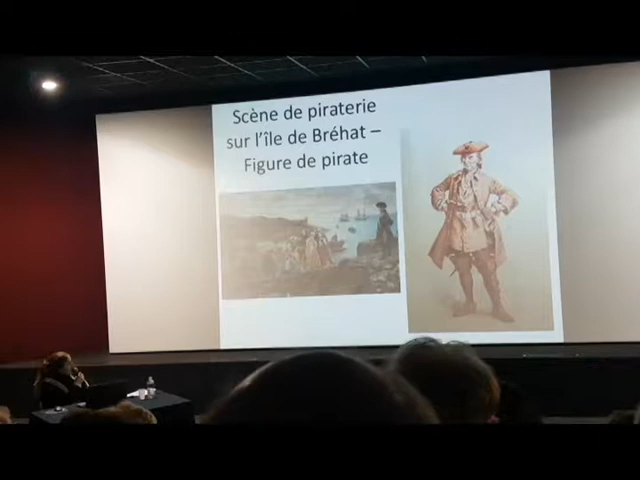 Scène de piraterie
sur l'île de Bréhat –
Figure de pirate